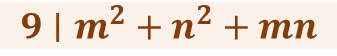 9 | m² + n² + mn